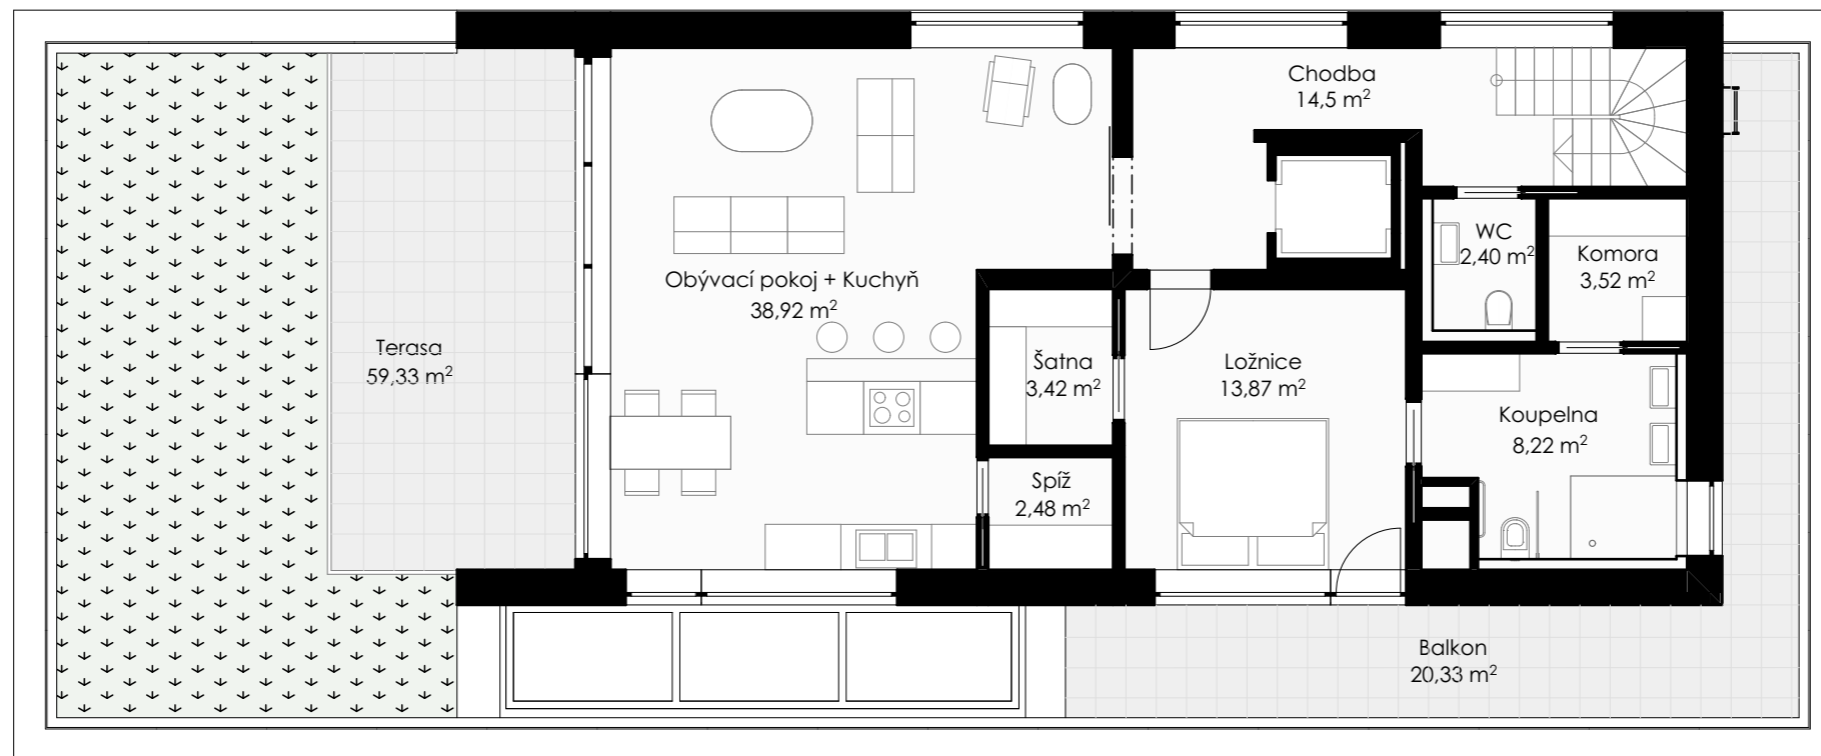 Chodba
14,5 m²
WC
2,40 m²
Komora
3,52 m²
Obývací pokoj + Kuchyň
38,92 m²
Terasa
59,33 m²
Šatna
3,42 m²
Ložnice
13,87 m²
Koupelna
8,22 m²
Spíž
2,48 m²
Balkon
20,33 m²